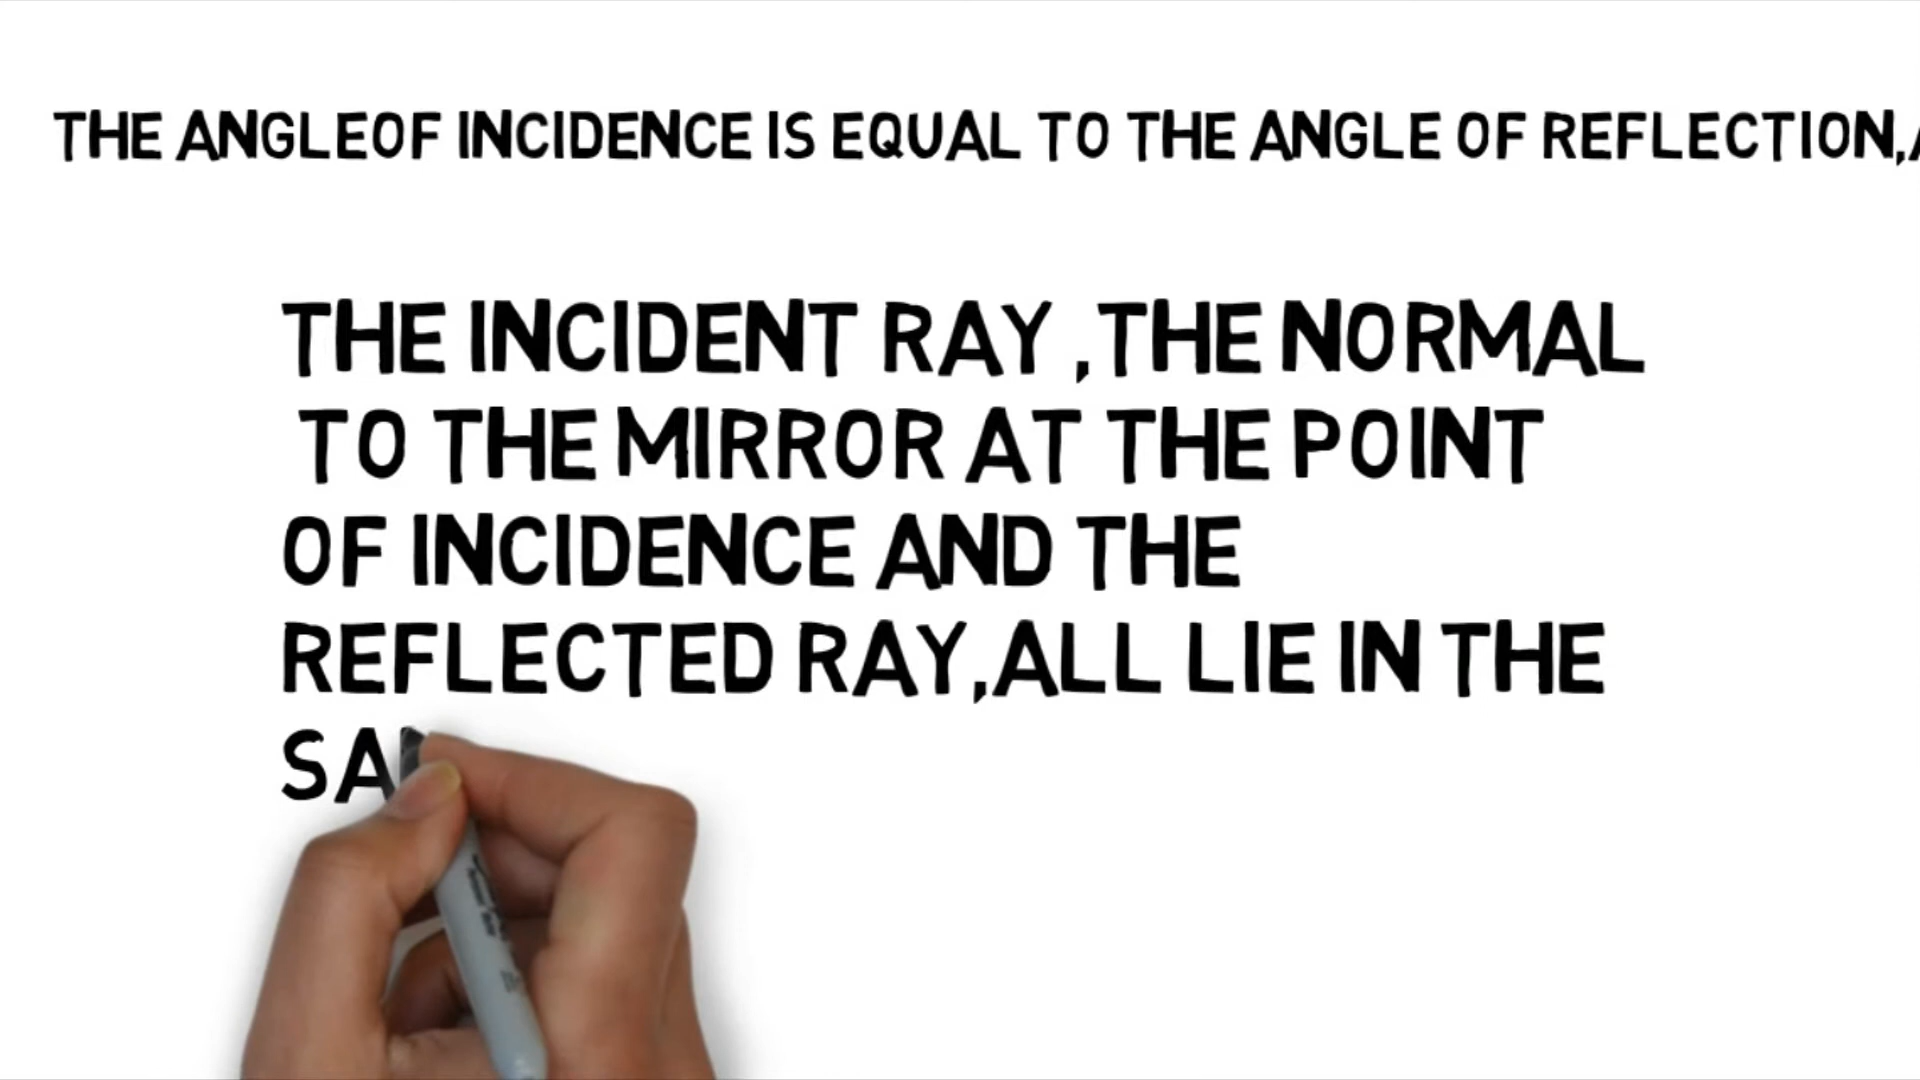 THE ANGLEOF INCIDENCE IS EQUAL TO THE ANGLE OF REFLECTION,
THE INCIDENT RAY ,THE NORMAL
TO THE MIRROR AT THE POINT
OF INCIDENCE AND THE
REFLECTED RAY,ALL LIE IN THE
SA